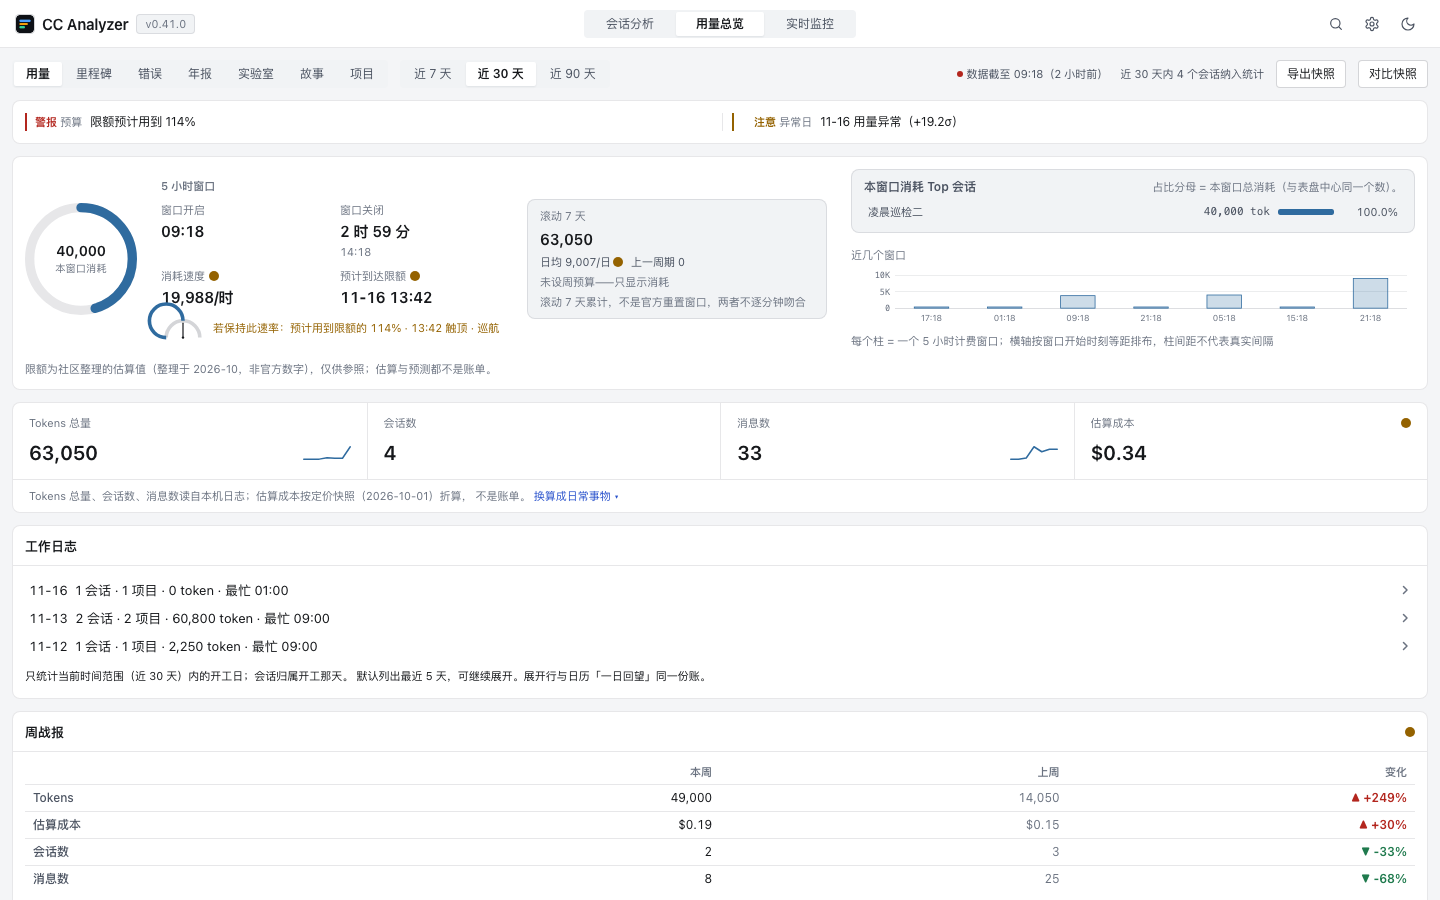 CC Analyzer v0.41.0 会话分析 用量总览 实时监控
用量 里程碑 错误 年报 实验室 故事 项目 近 7 天 近 30 天 近 90 天 数据截至 09:18（2 小时前） 近 30 天内 4 个会话纳入统计 导出快照 对比快照
警报 预算 限额预计用到 114% 注意 异常日 11-16 用量异常（+19.2σ）
40,000
本窗口消耗
5 小时窗口
窗口开启
09:18
窗口关闭
2 时 59 分
14:18
消耗速度
19,988/时
预计到达限额
11-16 13:42
若保持此速率：预计用到限额的 114% · 13:42 触顶 · 巡航
限额为社区整理的估算值（整理于 2026-10，非官方数字），仅供参照；估算与预测都不是账单。
滚动 7 天
63,050
日均 9,007/日 上一周期 0
未设周预算——只显示消耗
滚动 7 天累计，不是官方重置窗口，两者不逐分钟吻合
本窗口消耗 Top 会话 占比分母 = 本窗口总消耗（与表盘中心同一个数）。
凌晨巡检二 40,000 tok 100.0%
近几个窗口
10K
5K
0
17:18 01:18 09:18 21:18 05:18 15:18 21:18
每个柱 = 一个 5 小时计费窗口；横轴按窗口开始时刻等距排布，柱间距不代表真实间隔
Tokens 总量
63,050
会话数
4
消息数
33
估算成本
$0.34
Tokens 总量、会话数、消息数读自本机日志；估算成本按定价快照（2026-10-01）折算， 不是账单。 换算成日常事物
工作日志
11-16 1 会话 · 1 项目 · 0 token · 最忙 01:00
11-13 2 会话 · 2 项目 · 60,800 token · 最忙 09:00
11-12 1 会话 · 1 项目 · 2,250 token · 最忙 09:00
只统计当前时间范围（近 30 天）内的开工日；会话归属开工那天。 默认列出最近 5 天，可继续展开。展开行与日历「一日回望」同一份账。
周战报
本周 上周 变化
Tokens 49,000 14,050 ▲ +249%
估算成本 $0.19 $0.15 ▲ +30%
会话数 2 3 ▼ -33%
消息数 8 25 ▼ -68%